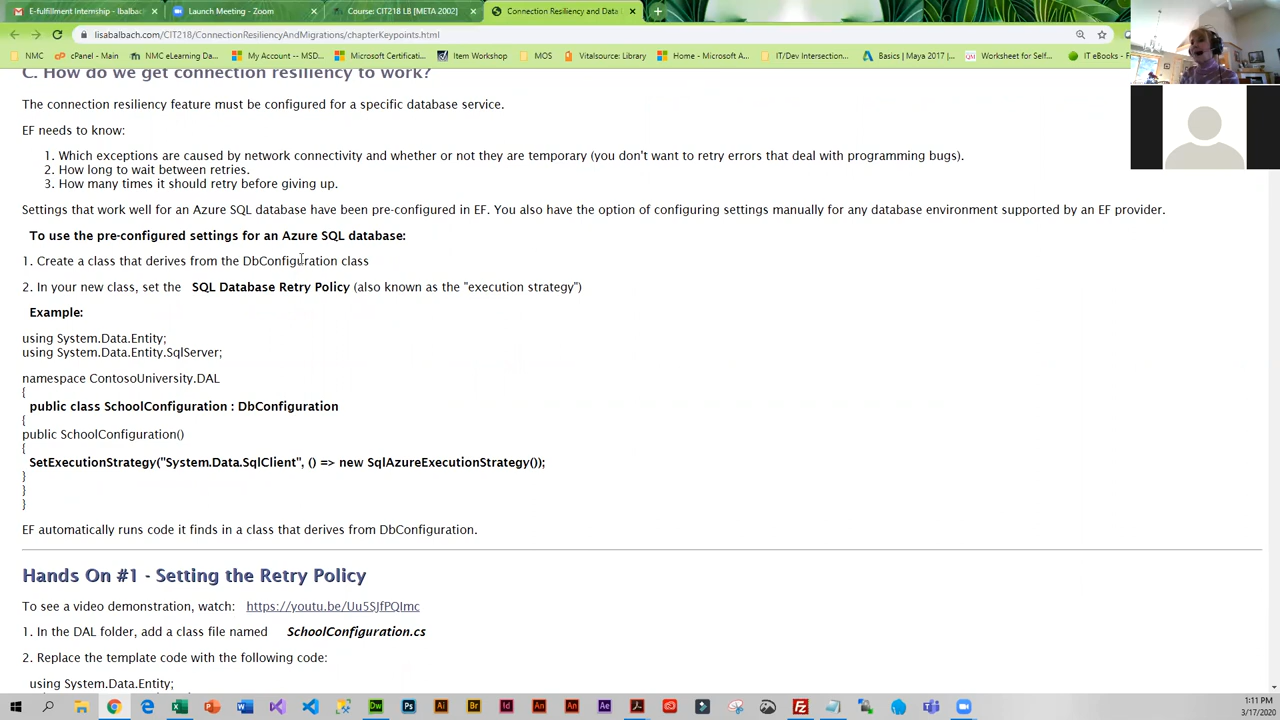 E-fulfillment Internship - lbalbach
Launch Meeting - Zoom
Course: CIT218 LB [META 2002]
Connection Resiliency and Data
lisabalbach.com/CIT218/ConnectionResiliencyAndMigrations/chapterKeypoints.html
NMC
cPanel - Main
NMC eLearning Da...
My Account -- MSD...
Microsoft Certificati...
Item Workshop
MOS
Vitalsource: Library
Home - Microsoft A...
IT/Dev Intersection...
Basics | Maya 2017 |...
Worksheet for Self...
IT eBooks - F
C. How do we get connection resiliency to work?
The connection resiliency feature must be configured for a specific database service.
EF needs to know:
1. Which exceptions are caused by network connectivity and whether or not they are temporary (you don't want to retry errors that deal with programming bugs).
2. How long to wait between retries.
3. How many times it should retry before giving up.
Settings that work well for an Azure SQL database have been pre-configured in EF. You also have the option of configuring settings manually for any database environment supported by an EF provider.
To use the pre-configured settings for an Azure SQL database:
1. Create a class that derives from the DbConfiguration class
2. In your new class, set the SQL Database Retry Policy (also known as the "execution strategy")
Example:
using System.Data.Entity;
using System.Data.Entity.SqlServer;
namespace ContosoUniversity.DAL
{
public class SchoolConfiguration : DbConfiguration
{
public SchoolConfiguration()
{
SetExecutionStrategy("System.Data.SqlClient", () => new SqlAzureExecutionStrategy());
}
}
}
EF automatically runs code it finds in a class that derives from DbConfiguration.
Hands On #1 - Setting the Retry Policy
To see a video demonstration, watch: https://youtu.be/Uu5SJfPQImc
1. In the DAL folder, add a class file named SchoolConfiguration.cs
2. Replace the template code with the following code:
using System.Data.Entity;
1:11 PM
3/17/2020